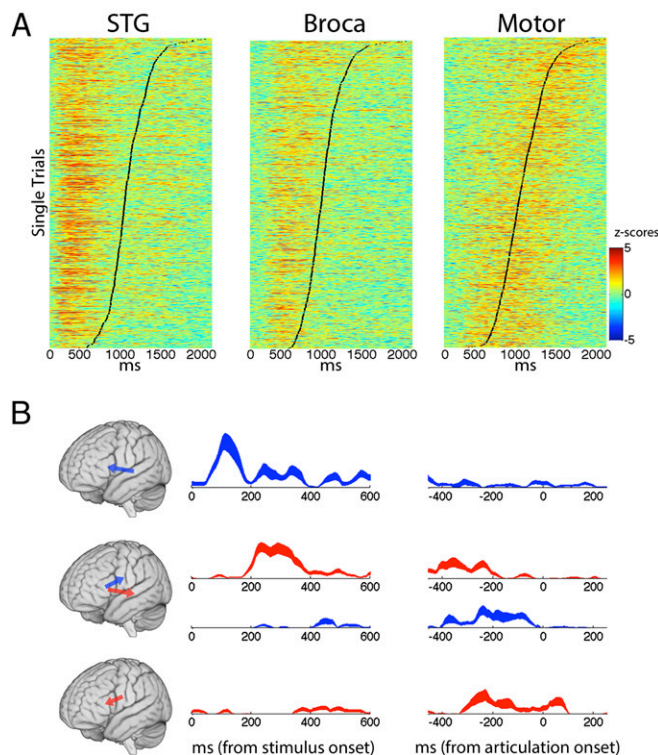 A
STG Broca Motor
Single Trials
z-scores
5
0
-5
0 500 1000 1500 2000 0 500 1000 1500 2000 0 500 1000 1500 2000
ms ms ms
B
0 200 400 600 -400 -200 0 200
0 200 400 600 -400 -200 0 200
0 200 400 600 -400 -200 0 200
0 200 400 600 -400 -200 0 200
ms (from stimulus onset) ms (from articulation onset)